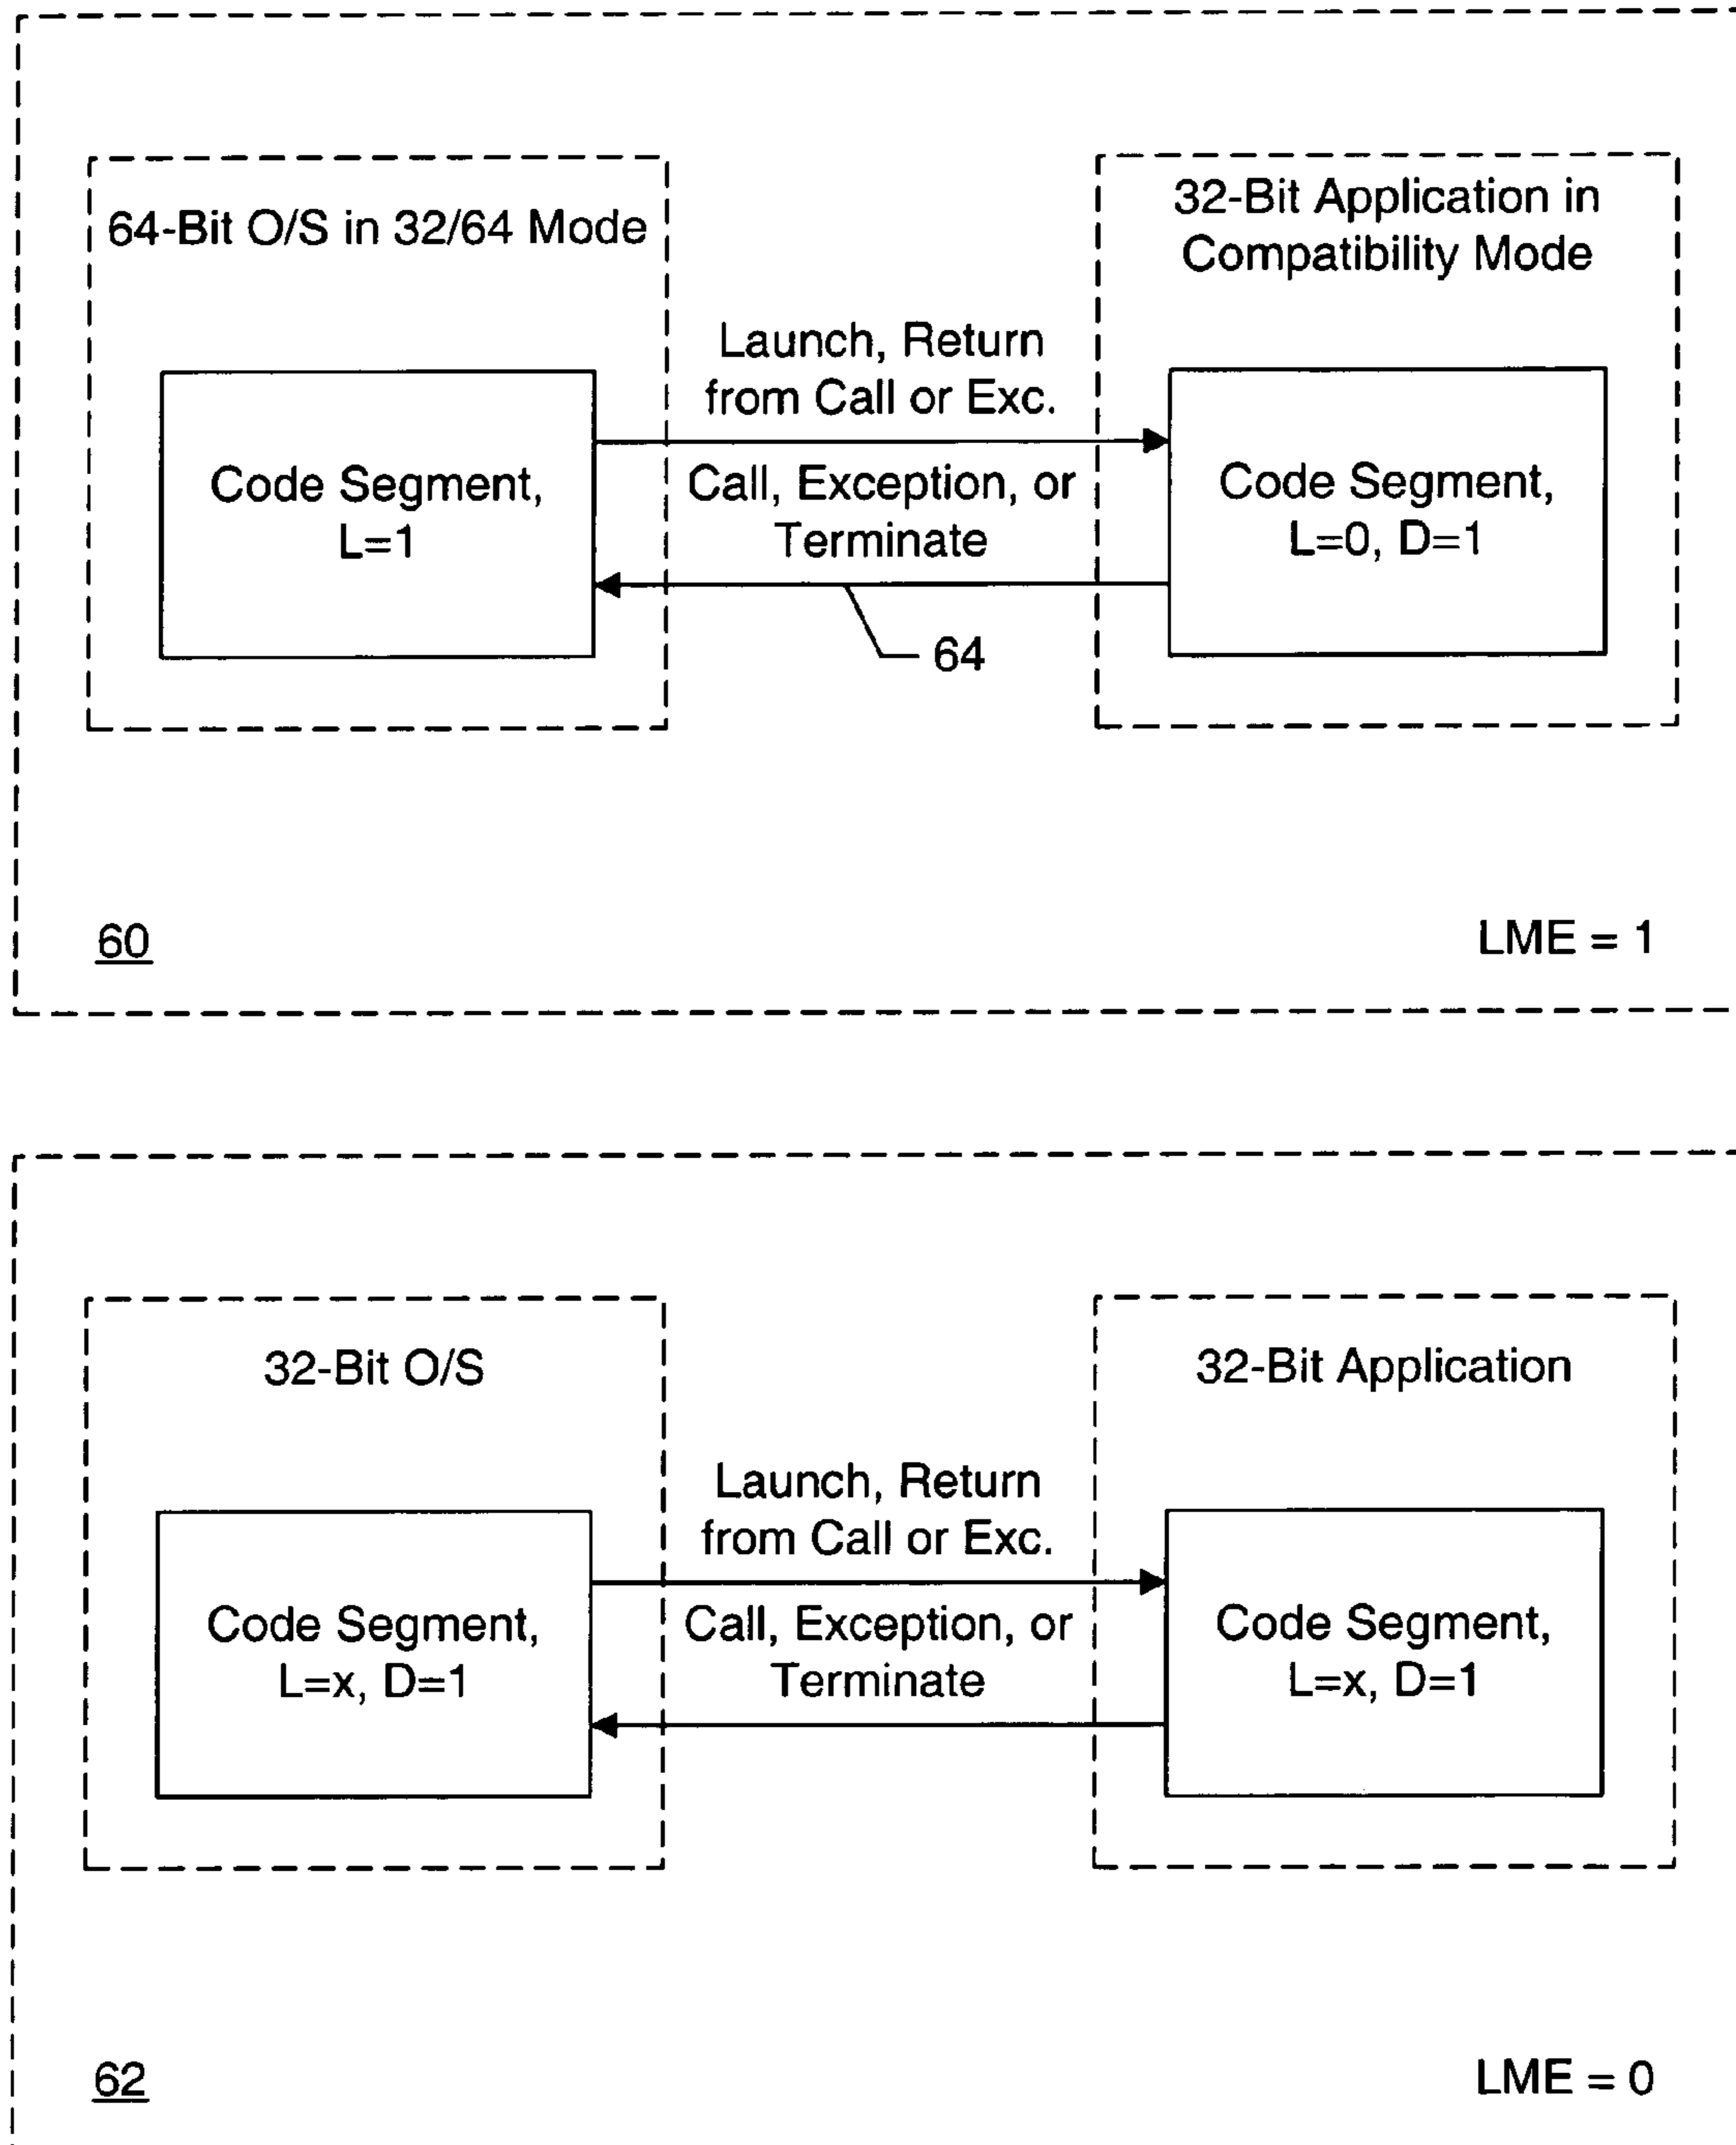 64-Bit O/S in 32/64 Mode
32-Bit Application in
Compatibility Mode
Launch, Return
from Call or Exc.
Code Segment,
L=1
Call, Exception, or
Terminate
Code Segment,
L=0, D=1
64
60
LME = 1
32-Bit O/S
32-Bit Application
Launch, Return
from Call or Exc.
Code Segment,
L=x, D=1
Call, Exception, or
Terminate
Code Segment,
L=x, D=1
62
LME = 0